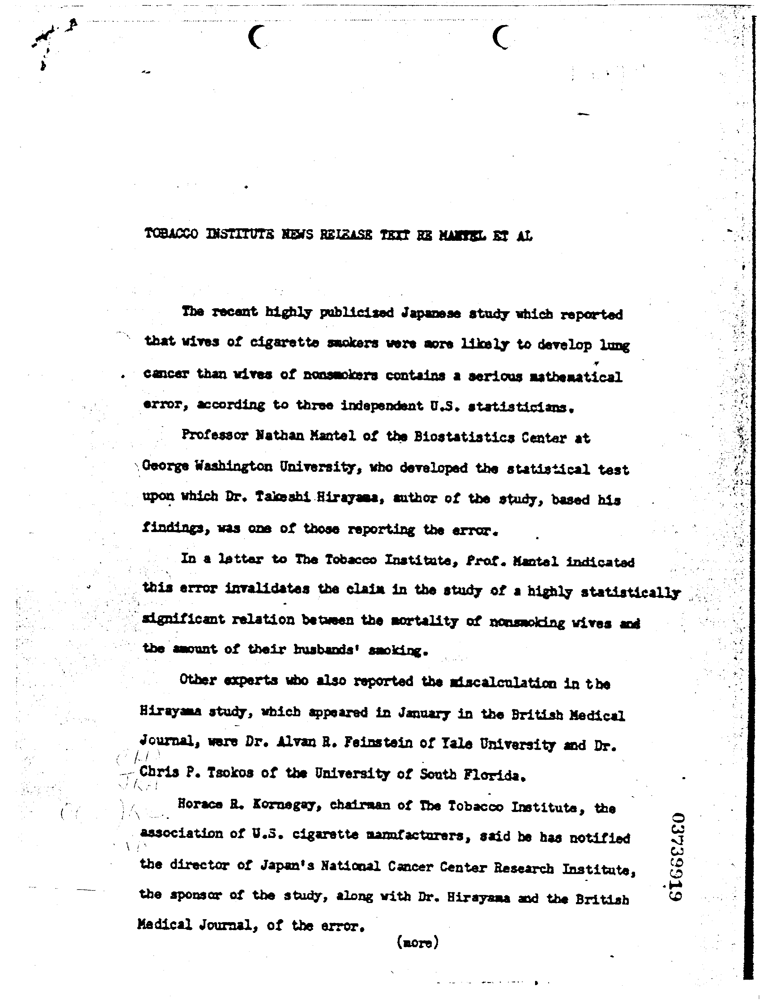 TOBACCO INSTITUTE NEWS RELEASE TEXT RE MANTEL ET AL
The recent highly publicized Japanese study which reported
that wives of cigarette smokers were more likely to develop lung
cancer than wives of nonsmokers contains a serious mathematical
error, according to three independent U.S. statisticians.
Professor Nathan Mantel of the Biostatistics Center at
George Washington University, who developed the statistical test
upon which Dr. Takeshi Hirayama, author of the study, based his
findings, was one of those reporting the error.
In a letter to The Tobacco Institute, Prof. Mantel indicated
this error invalidates the claim in the study of a highly statistically
significant relation between the mortality of nonsmoking wives and
the amount of their husbands' smoking.
Other experts who also reported the miscalculation in the
Hirayama study, which appeared in January in the British Medical
Journal, were Dr. Alvan R. Feinstein of Yale University and Dr.
Chris P. Tsokos of the University of South Florida.
Horace R. Kornegay, chairman of The Tobacco Institute, the
association of U.S. cigarette manufacturers, said he has notified
the director of Japan's National Cancer Center Research Institute,
the sponsor of the study, along with Dr. Hirayama and the British
Medical Journal, of the error.
(more)
03739919